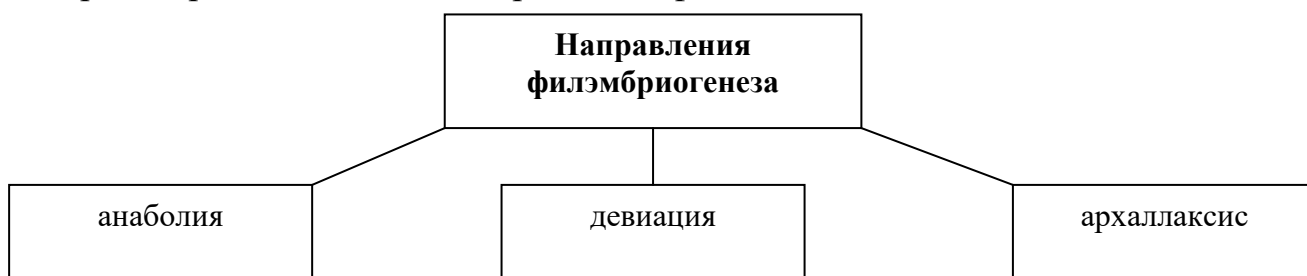 Направления
филэмбриогенеза
анаболия
девиация
архаллаксис